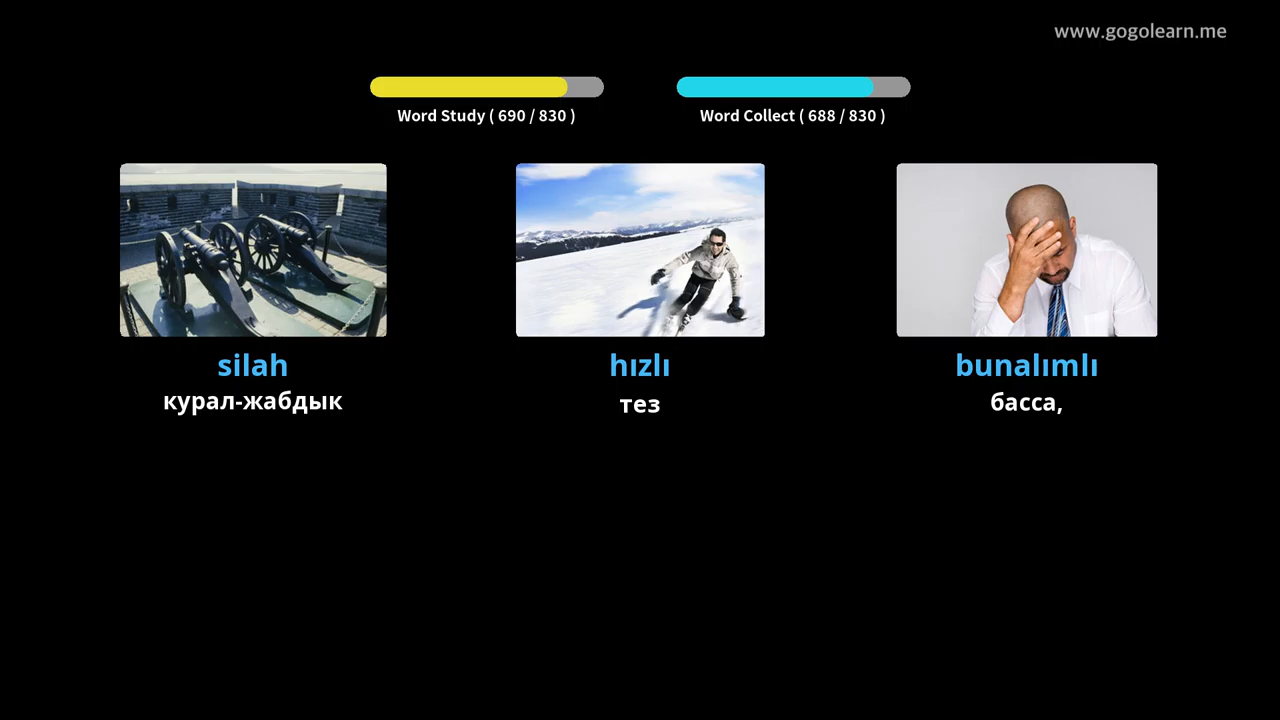 www.gogolearn.me
Word Study ( 690 / 830 )
Word Collect ( 688 / 830 )
silah
курал-жабдык
hızlı
тез
bunalımlı
басса,